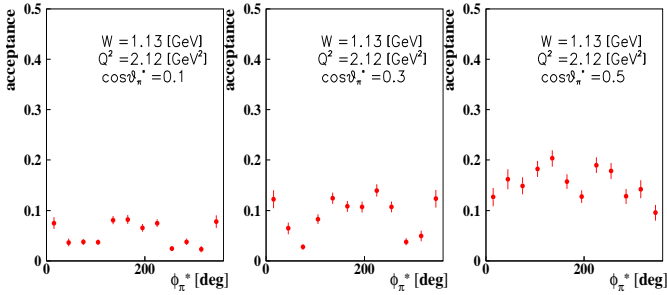 acceptance
0.5
0.4
0.3
0.2
0.1
0
W = 1.13 [GeV]
Q² = 2.12 [GeV²]
cosϑπ* = 0.1
200
ϕπ* [deg]
acceptance
0.5
0.4
0.3
0.2
0.1
0
W = 1.13 [GeV]
Q² = 2.12 [GeV²]
cosϑπ* = 0.3
200
ϕπ* [deg]
acceptance
0.5
0.4
0.3
0.2
0.1
0
W = 1.13 [GeV]
Q² = 2.12 [GeV²]
cosϑπ* = 0.5
200
ϕπ* [deg]